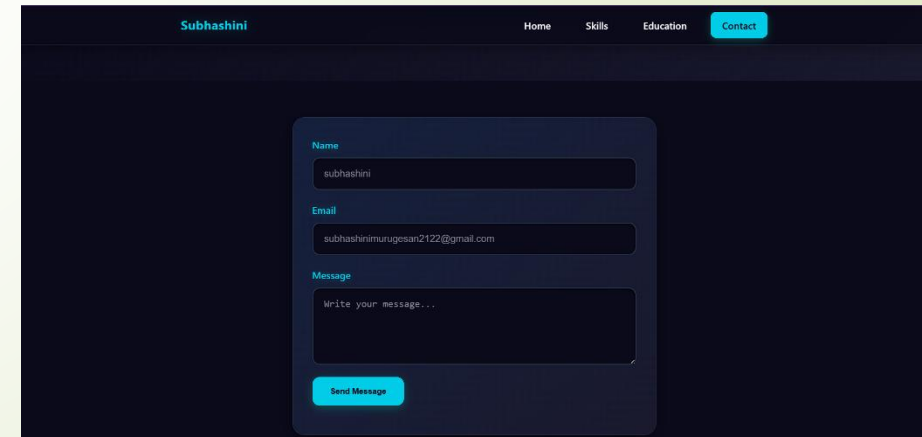 Subhashini
Home Skills Education Contact
Name
subhashini
Email
subhashinimurugesan2122@gmail.com
Message
Write your message...
Send Message